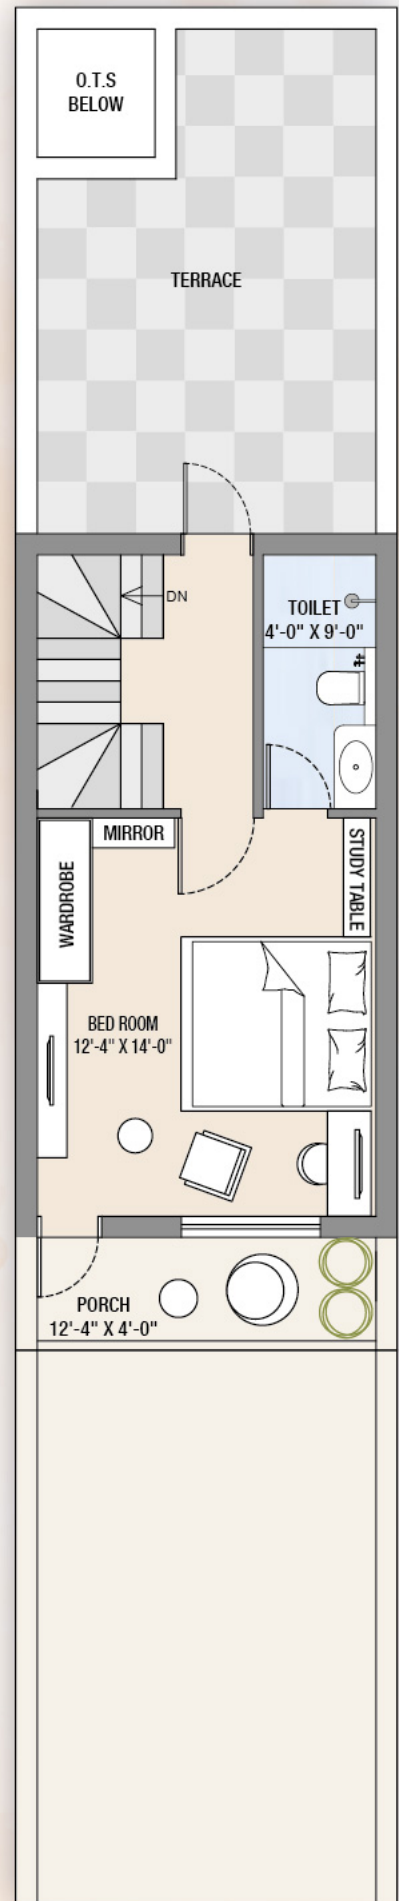 O.T.S
BELOW
TERRACE
DN
TOILET
4'-0" X 9'-0"
MIRROR
WARDROBE
STUDY TABLE
BED ROOM
12'-4" X 14'-0"
PORCH
12'-4" X 4'-0"